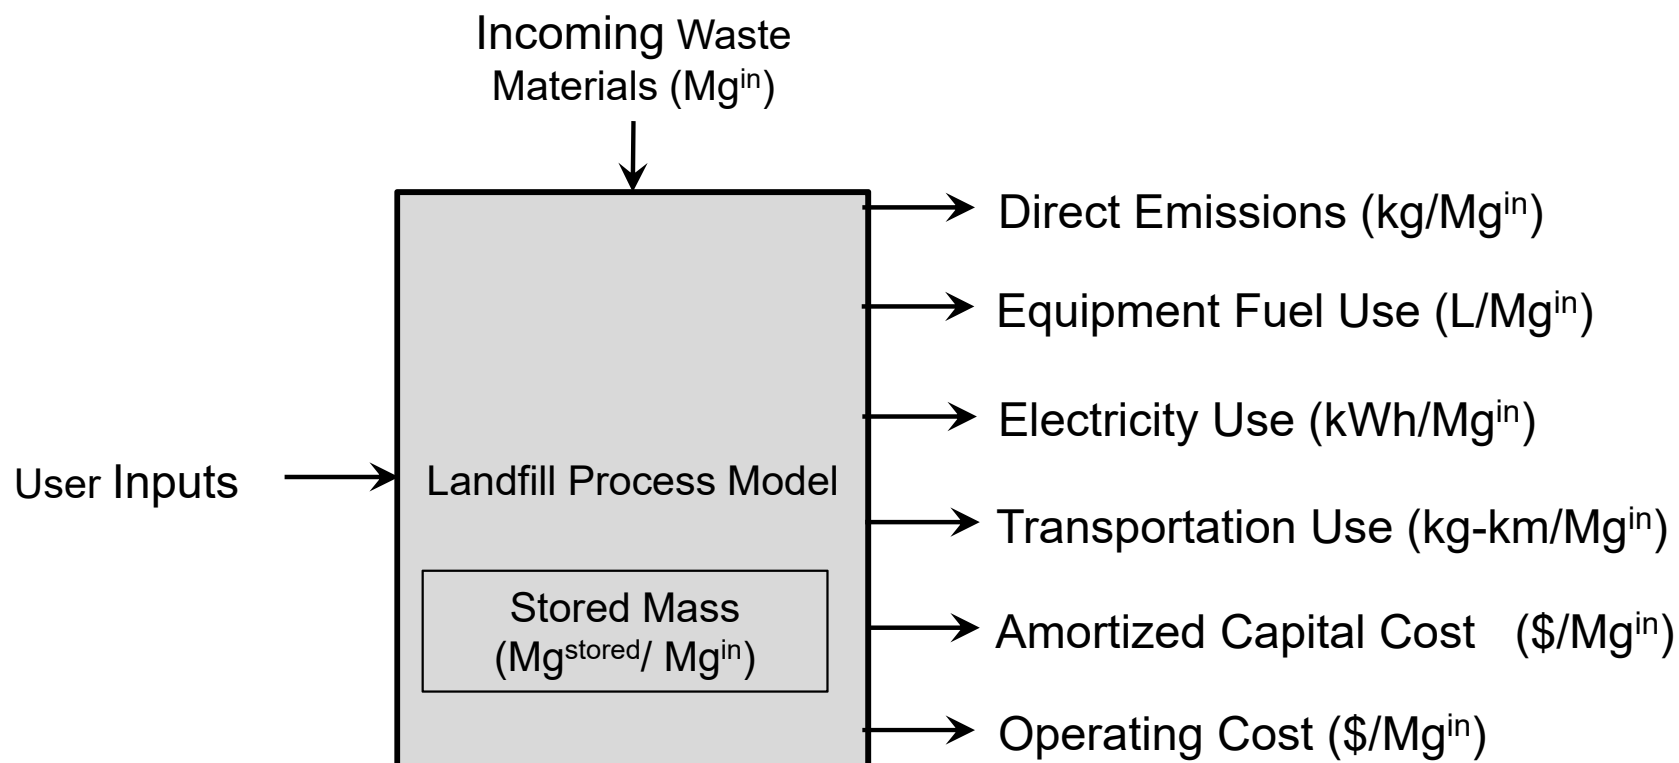 Incoming Waste
Materials (Mgⁱⁿ)
Direct Emissions (kg/Mgⁱⁿ)
Equipment Fuel Use (L/Mgⁱⁿ)
Electricity Use (kWh/Mgⁱⁿ)
User Inputs
Landfill Process Model
Transportation Use (kg-km/Mgⁱⁿ)
Stored Mass
(Mgˢᵗᵒʳᵉᵈ/ Mgⁱⁿ)
Amortized Capital Cost ($/Mgⁱⁿ)
Operating Cost ($/Mgⁱⁿ)